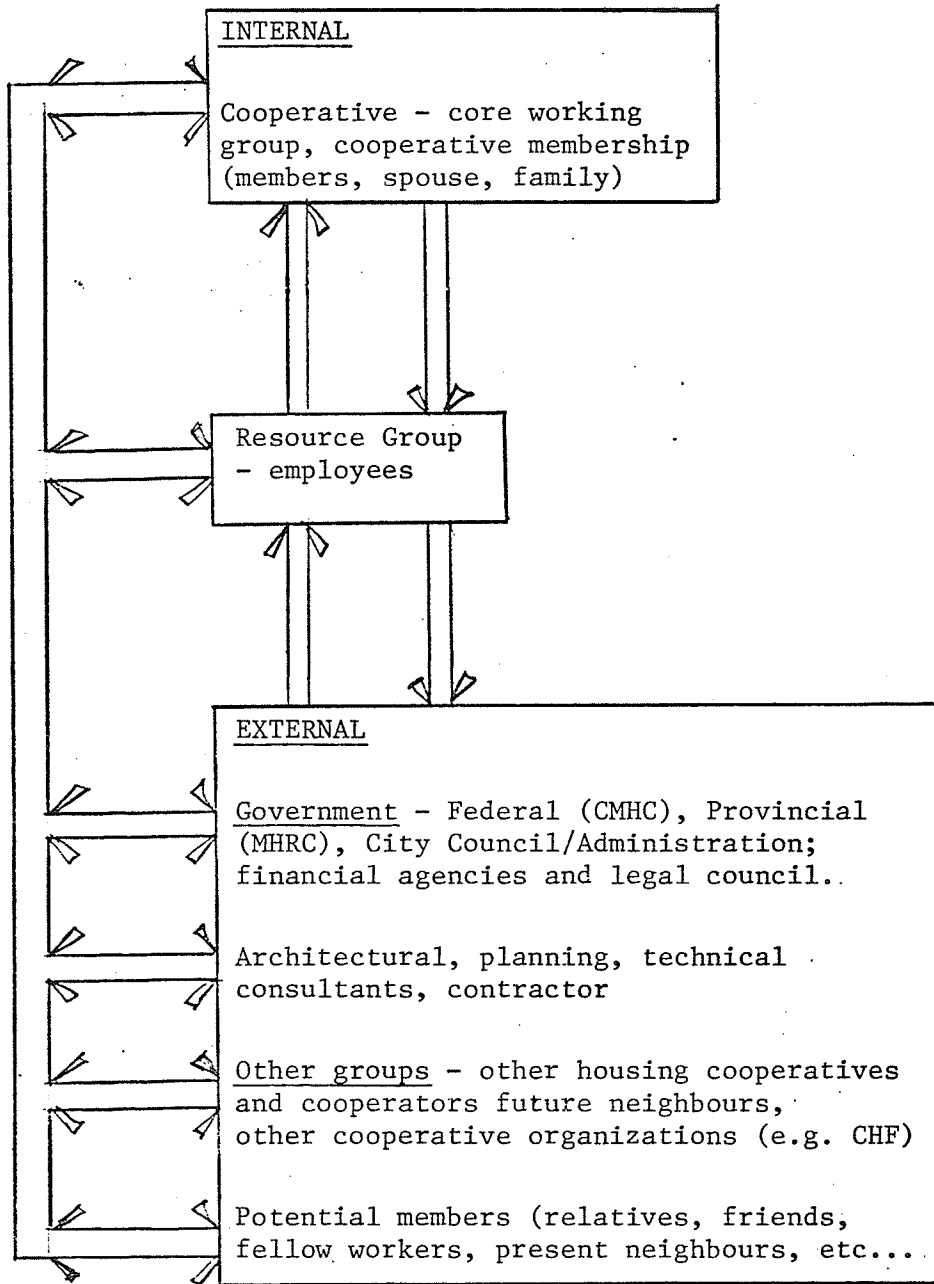 INTERNAL
Cooperative - core working
group, cooperative membership
(members, spouse, family)
Resource Group
- employees
EXTERNAL
Government - Federal (CMHC), Provincial
(MHRC), City Council/Administration;
financial agencies and legal council.
Architectural, planning, technical
consultants, contractor
Other groups - other housing cooperatives
and cooperators future neighbours,
other cooperative organizations (e.g. CHF)
Potential members (relatives, friends,
fellow workers, present neighbours, etc...